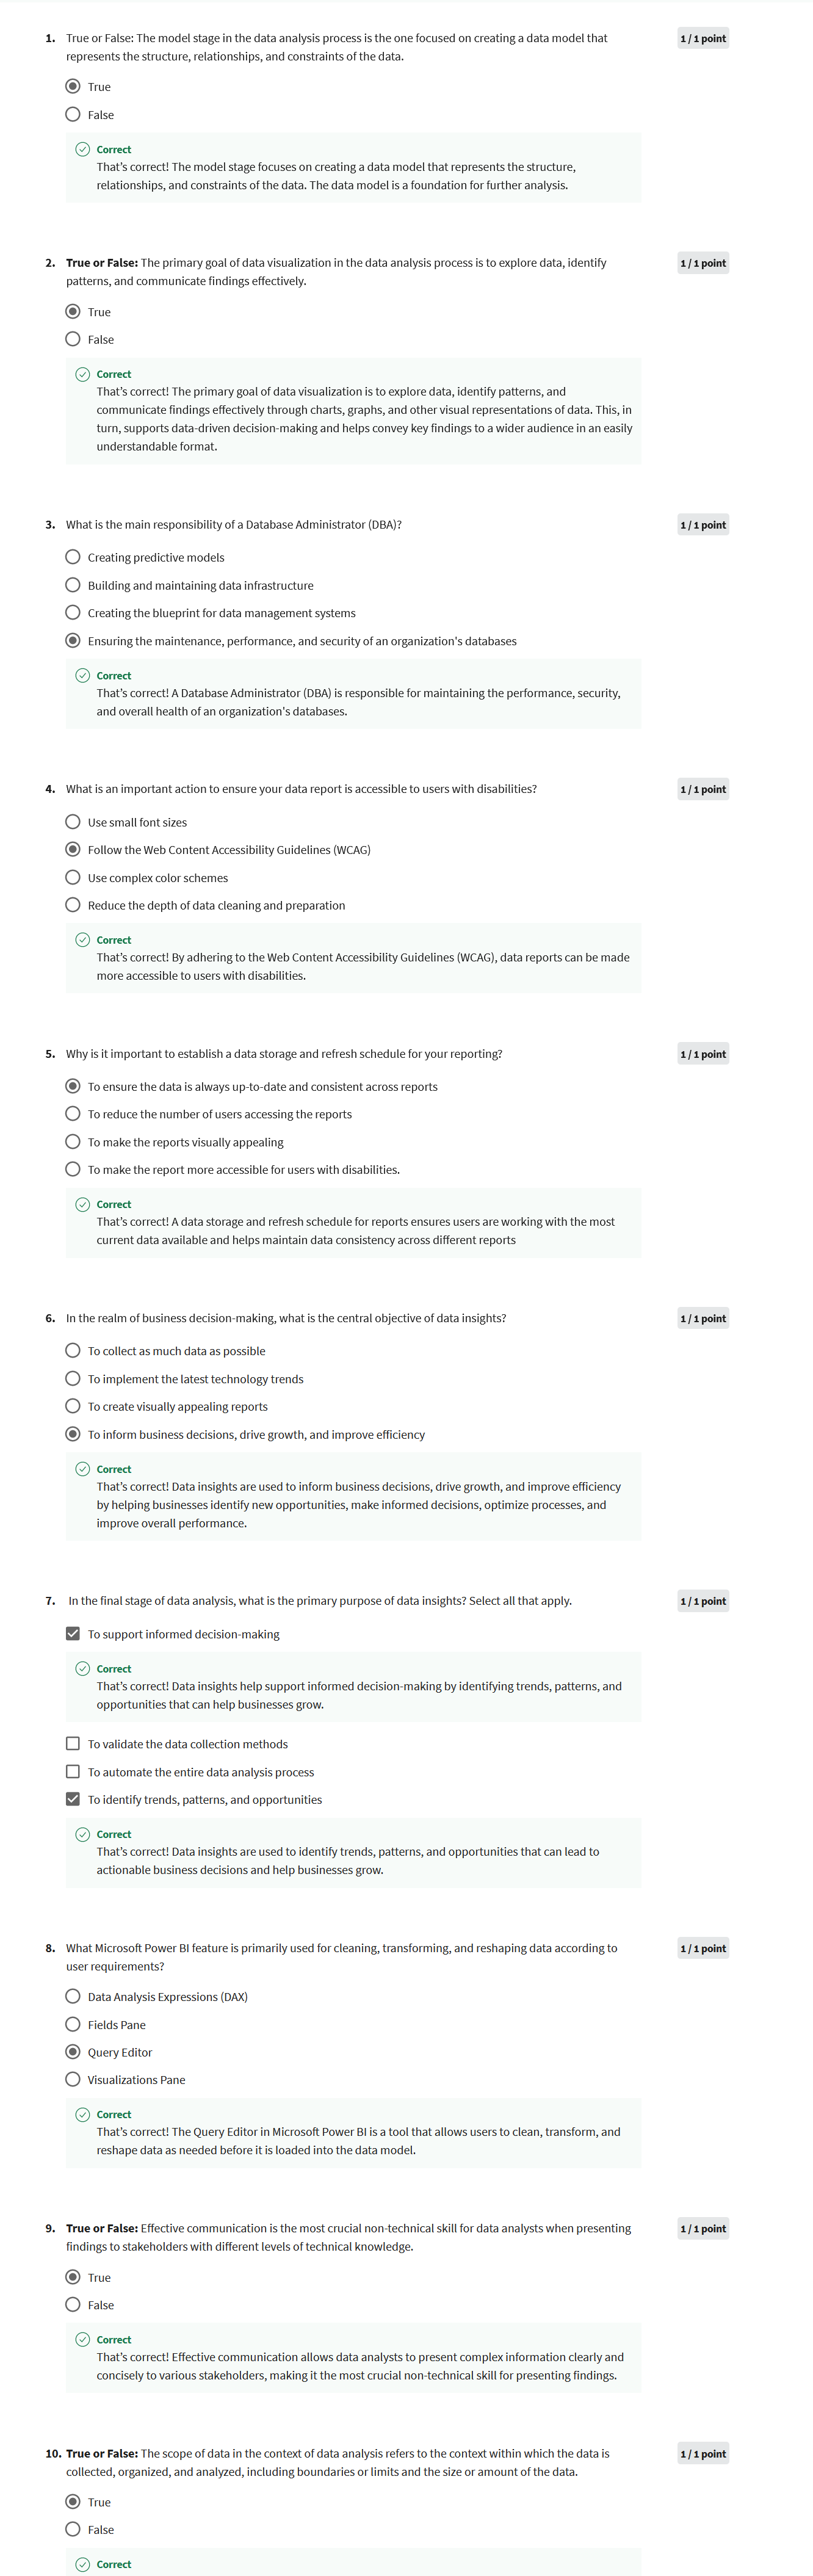 1. True or False: The model stage in the data analysis process is the one focused on creating a data model that
represents the structure, relationships, and constraints of the data.
1 / 1 point
True
False
Correct
That's correct! The model stage focuses on creating a data model that represents the structure,
relationships, and constraints of the data. The data model is a foundation for further analysis.
2. True or False: The primary goal of data visualization in the data analysis process is to explore data, identify
patterns, and communicate findings effectively.
1 / 1 point
True
False
Correct
That's correct! The primary goal of data visualization is to explore data, identify patterns, and
communicate findings effectively through charts, graphs, and other visual representations of data. This, in
turn, supports data-driven decision-making and helps convey key findings to a wider audience in an easily
understandable format.
3. What is the main responsibility of a Database Administrator (DBA)?
1 / 1 point
Creating predictive models
Building and maintaining data infrastructure
Creating the blueprint for data management systems
Ensuring the maintenance, performance, and security of an organization's databases
Correct
That's correct! A Database Administrator (DBA) is responsible for maintaining the performance, security,
and overall health of an organization's databases.
4. What is an important action to ensure your data report is accessible to users with disabilities?
1 / 1 point
Use small font sizes
Follow the Web Content Accessibility Guidelines (WCAG)
Use complex color schemes
Reduce the depth of data cleaning and preparation
Correct
That's correct! By adhering to the Web Content Accessibility Guidelines (WCAG), data reports can be made
more accessible to users with disabilities.
5. Why is it important to establish a data storage and refresh schedule for your reporting?
1 / 1 point
To ensure the data is always up-to-date and consistent across reports
To reduce the number of users accessing the reports
To make the reports visually appealing
To make the report more accessible for users with disabilities.
Correct
That's correct! A data storage and refresh schedule for reports ensures users are working with the most
current data available and helps maintain data consistency across different reports
6. In the realm of business decision-making, what is the central objective of data insights?
1 / 1 point
To collect as much data as possible
To implement the latest technology trends
To create visually appealing reports
To inform business decisions, drive growth, and improve efficiency
Correct
That's correct! Data insights are used to inform business decisions, drive growth, and improve efficiency
by helping businesses identify new opportunities, make informed decisions, optimize processes, and
improve overall performance.
7. In the final stage of data analysis, what is the primary purpose of data insights? Select all that apply.
1 / 1 point
To support informed decision-making
Correct
That's correct! Data insights help support informed decision-making by identifying trends, patterns, and
opportunities that can help businesses grow.
To validate the data collection methods
To automate the entire data analysis process
To identify trends, patterns, and opportunities
Correct
That's correct! Data insights are used to identify trends, patterns, and opportunities that can lead to
actionable business decisions and help businesses grow.
8. What Microsoft Power BI feature is primarily used for cleaning, transforming, and reshaping data according to
user requirements?
1 / 1 point
Data Analysis Expressions (DAX)
Fields Pane
Query Editor
Visualizations Pane
Correct
That's correct! The Query Editor in Microsoft Power BI is a tool that allows users to clean, transform, and
reshape data as needed before it is loaded into the data model.
9. True or False: Effective communication is the most crucial non-technical skill for data analysts when presenting
findings to stakeholders with different levels of technical knowledge.
1 / 1 point
True
False
Correct
That's correct! Effective communication allows data analysts to present complex information clearly and
concisely to various stakeholders, making it the most crucial non-technical skill for presenting findings.
10. True or False: The scope of data in the context of data analysis refers to the context within which the data is
collected, organized, and analyzed, including boundaries or limits and the size or amount of the data.
1 / 1 point
True
False
Correct